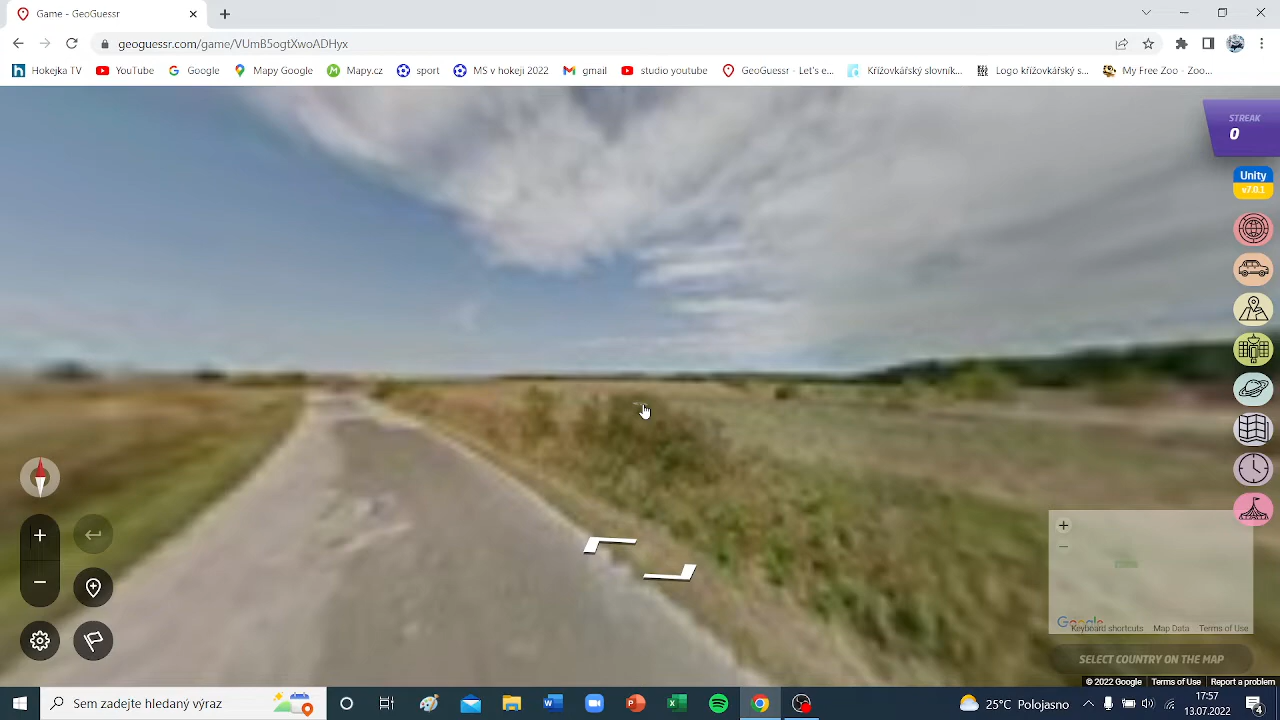 Game - GeoGuessr
geoguessr.com/game/VUmB5ogtXwoADHyx
Hokejka TV YouTube Google Mapy Google Mapy.cz sport MS v hokeji 2022 gmail studio youtube GeoGuessr - Let's e... Křížovkářský slovník... Logo křížovkářský s... My Free Zoo - Zoo...
STREAK
0
Unity
v7.0.1
Google
Keyboard shortcuts Map Data Terms of Use
SELECT COUNTRY ON THE MAP
© 2022 Google Terms of Use Report a problem
Sem zadejte hledaný výraz
25°C Polojasno
17:57
13.07.2022
4